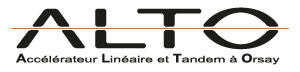 ALTO
Accélérateur Linéaire et Tandem à Orsay